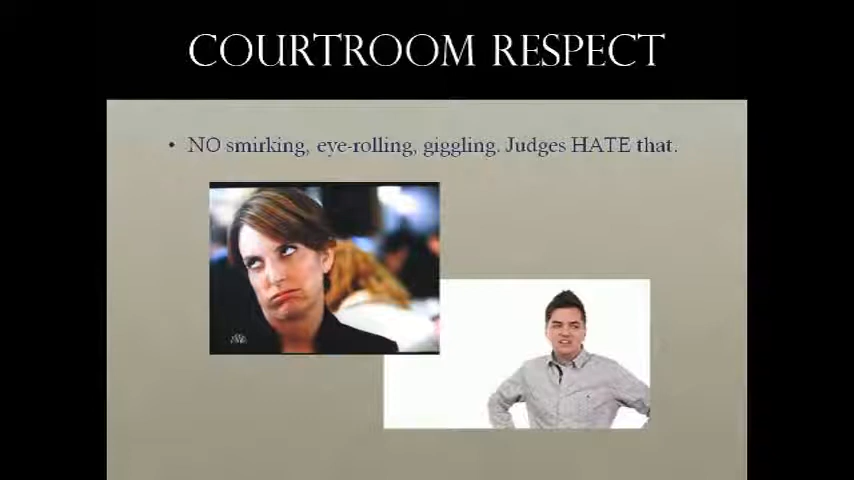 COURTROOM RESPECT
• NO smirking, eye-rolling, giggling. Judges HATE that.